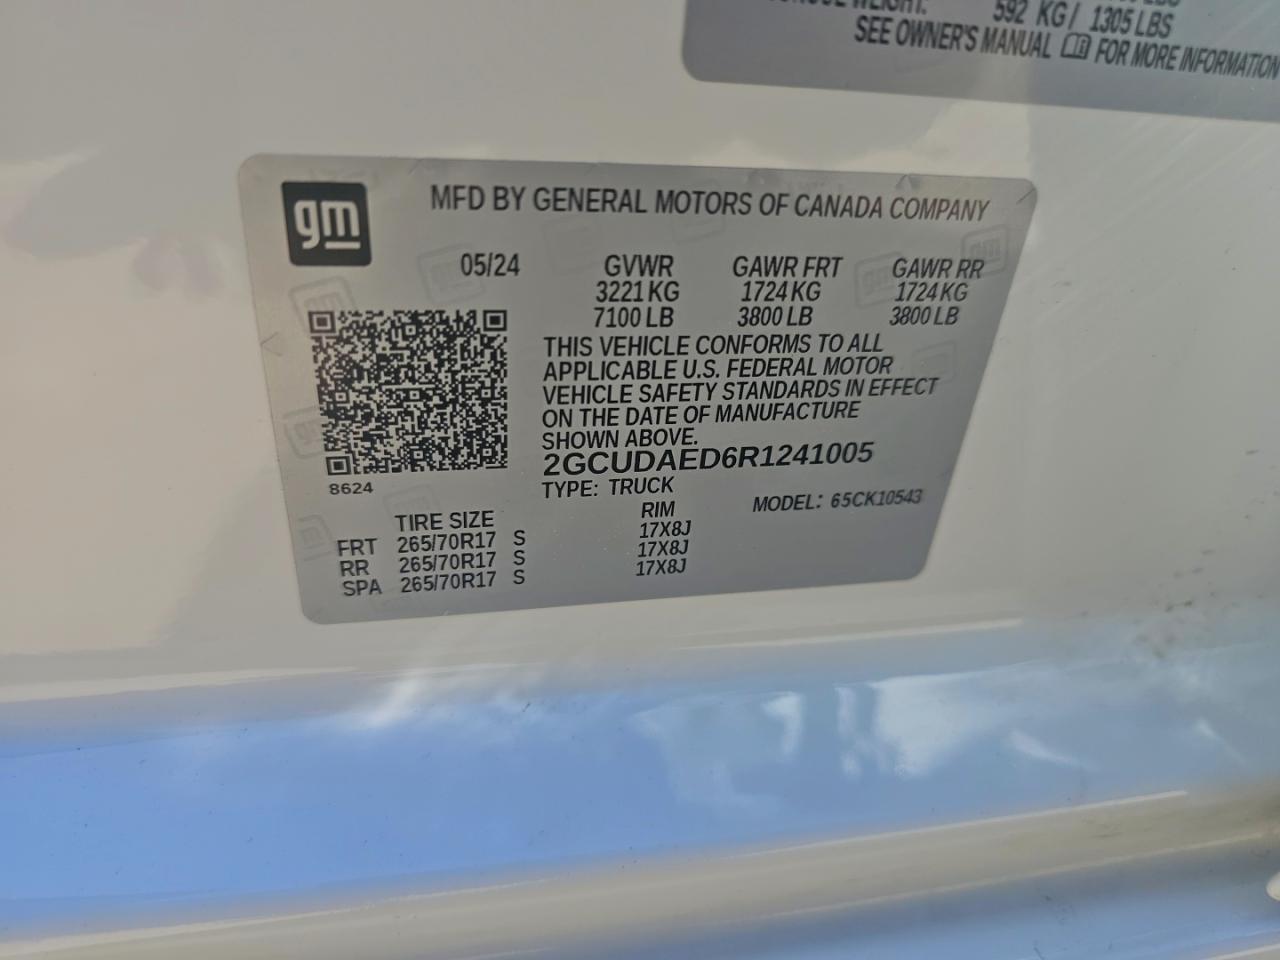 592 KG / 1305 LBS
SEE OWNER'S MANUAL FOR MORE INFORMATION
gm
MFD BY GENERAL MOTORS OF CANADA COMPANY
05/24 GVWR GAWR FRT GAWR RR
3221 KG 1724 KG 1724 KG
7100 LB 3800 LB 3800 LB
THIS VEHICLE CONFORMS TO ALL
APPLICABLE U.S. FEDERAL MOTOR
VEHICLE SAFETY STANDARDS IN EFFECT
ON THE DATE OF MANUFACTURE
SHOWN ABOVE.
2GCUDAED6R1241005
8624
TYPE: TRUCK MODEL: 65CK10543
TIRE SIZE RIM
FRT 265/70R17 S 17X8J
RR 265/70R17 S 17X8J
SPA 265/70R17 S 17X8J